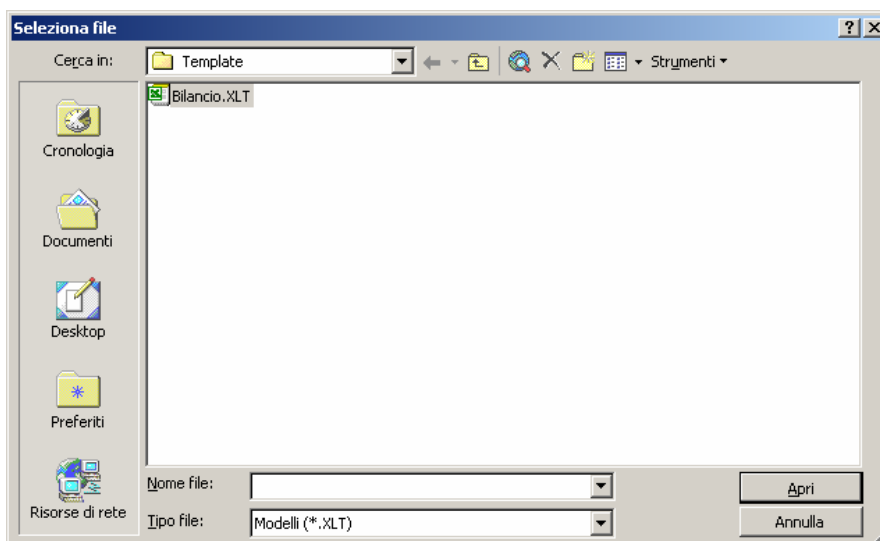 Seleziona file
Cerca in:
Template
Strumenti
Bilancio.XLT
Cronologia
Documenti
Desktop
Preferiti
Risorse di rete
Nome file:
Apri
Tipo file:
Modelli (*.XLT)
Annulla